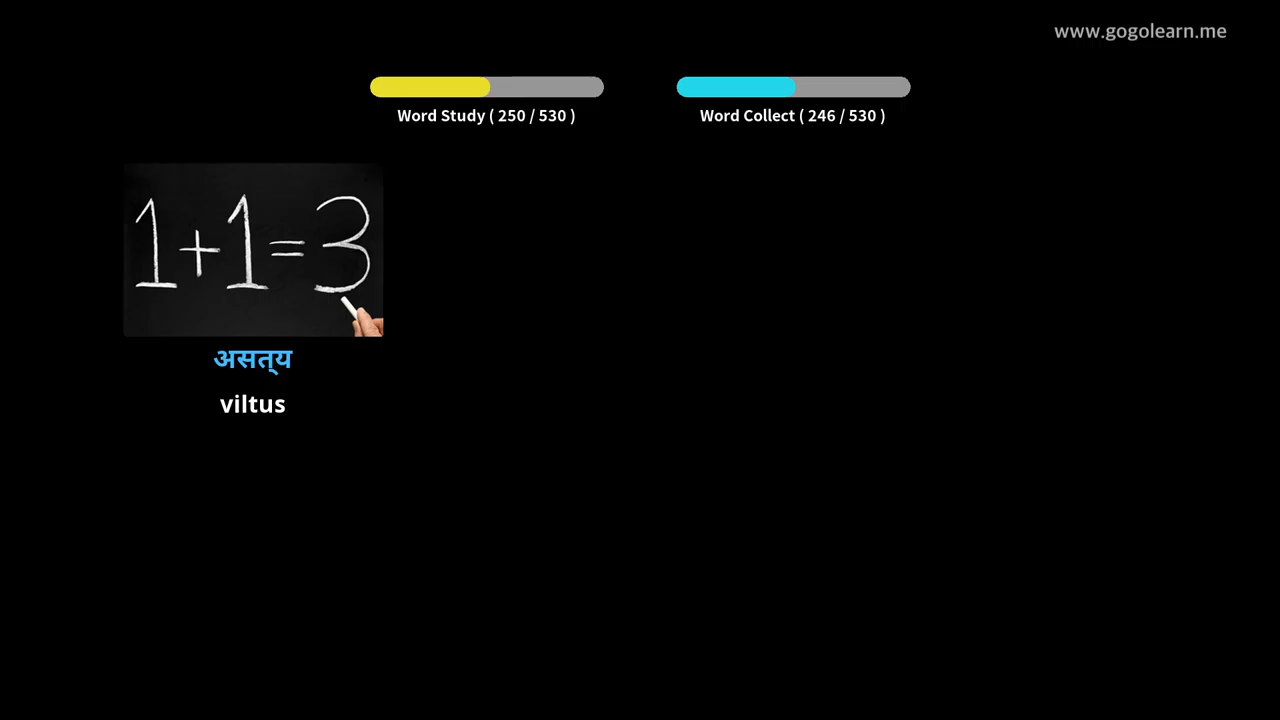 www.gogolearn.me
Word Study ( 250 / 530 )
Word Collect ( 246 / 530 )
1+1=3
असत्य
viltus